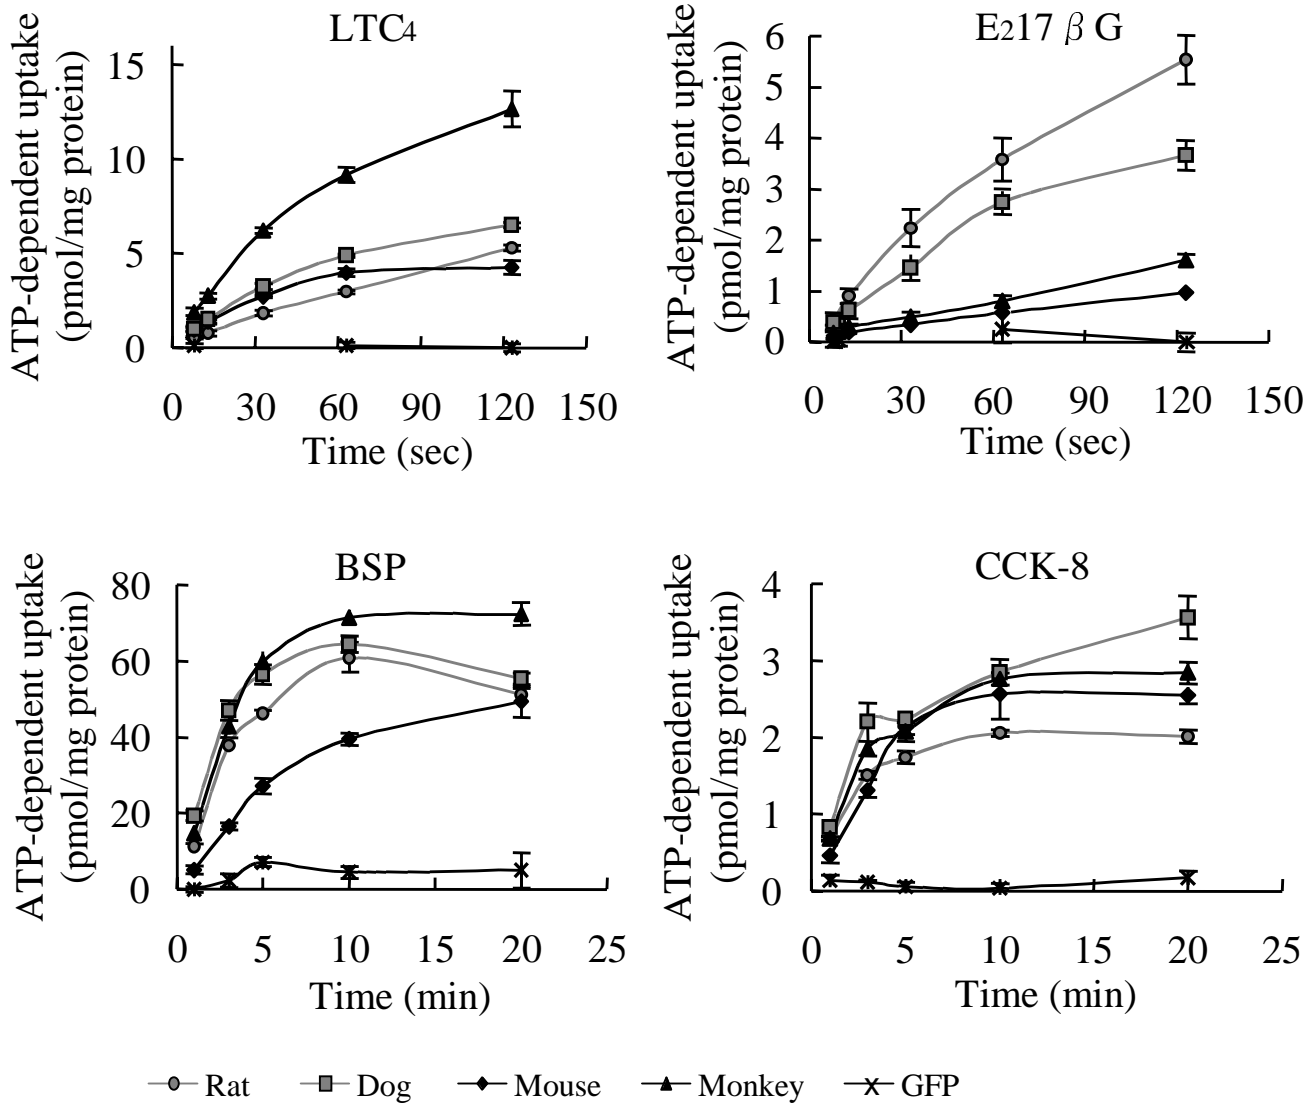 LTC4
ATP-dependent uptake
(pmol/mg protein)
15
10
5
0
0 30 60 90 120 150
Time (sec)
E217 β G
ATP-dependent uptake
(pmol/mg protein)
6
5
4
3
2
1
0
0 30 60 90 120 150
Time (sec)
BSP
ATP-dependent uptake
(pmol/mg protein)
80
60
40
20
0
0 5 10 15 20 25
Time (min)
CCK-8
ATP-dependent uptake
(pmol/mg protein)
4
3
2
1
0
0 5 10 15 20 25
Time (min)
Rat Dog Mouse Monkey GFP